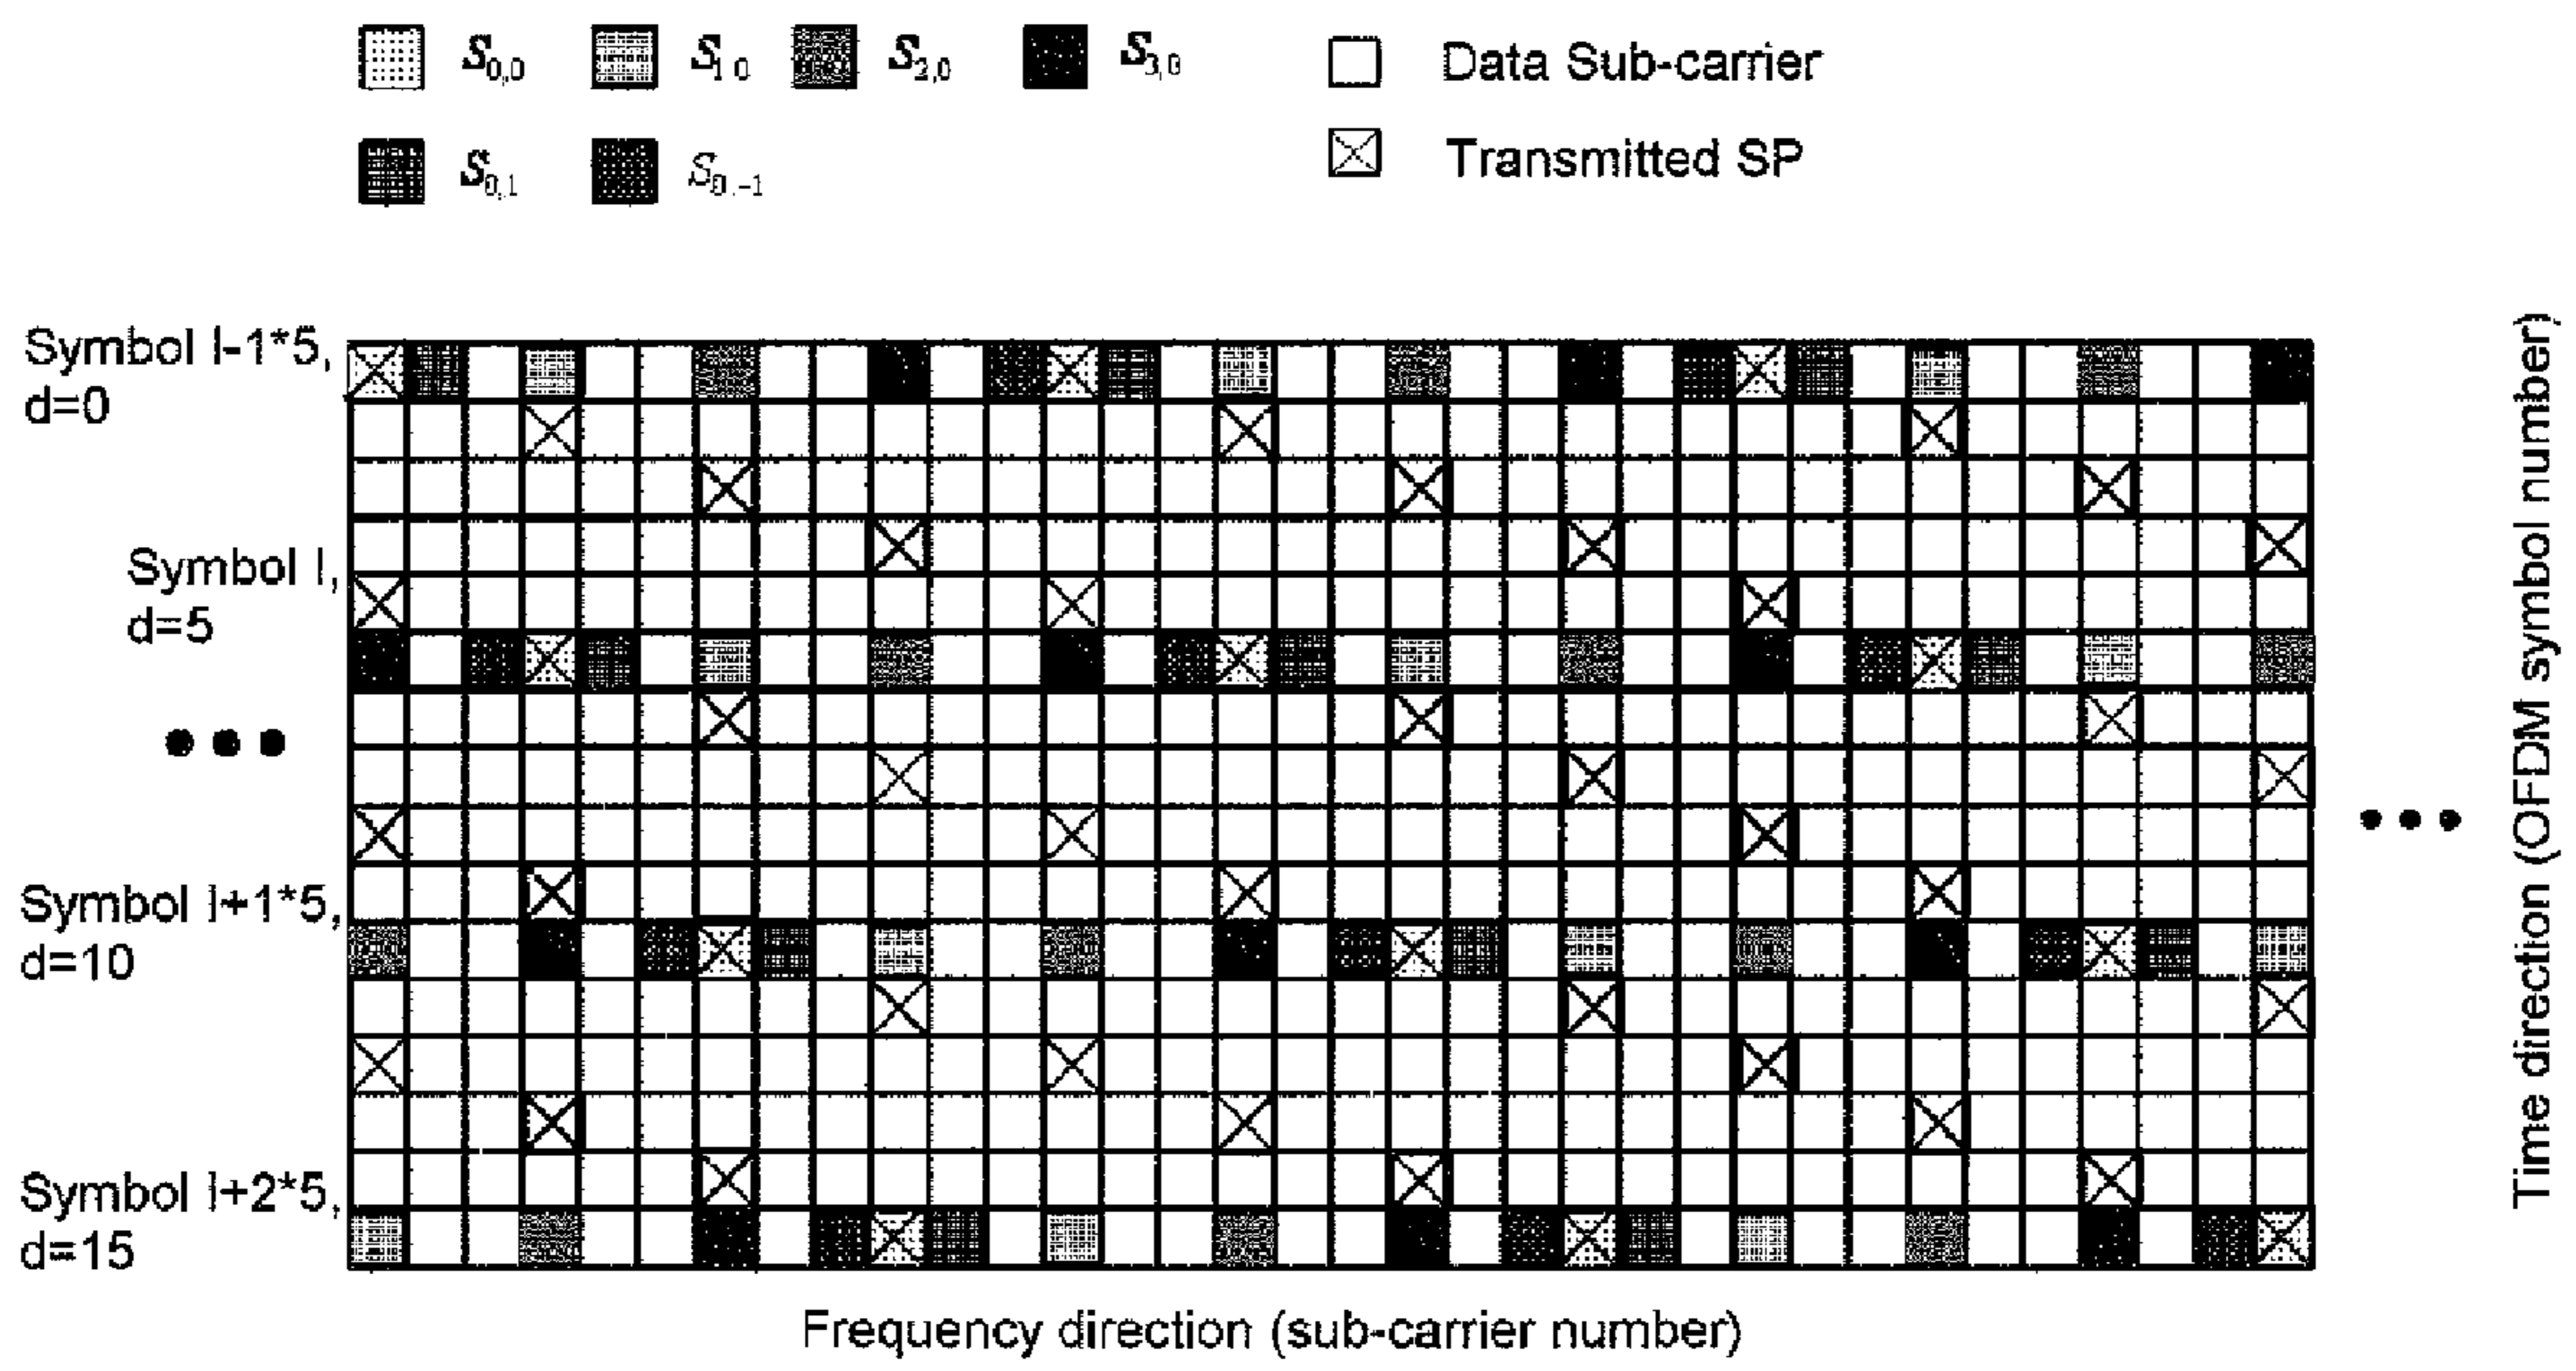 S0,0 S1 0 S2,0 S3,0 Data Sub-carrier
S0,1 S0,-1 Transmitted SP
Symbol l-1*5,
d=0
Symbol l,
d=5
Symbol l+1*5,
d=10
Symbol l+2*5,
d=15
Frequency direction (sub-carrier number)
Time direction (OFDM symbol number)